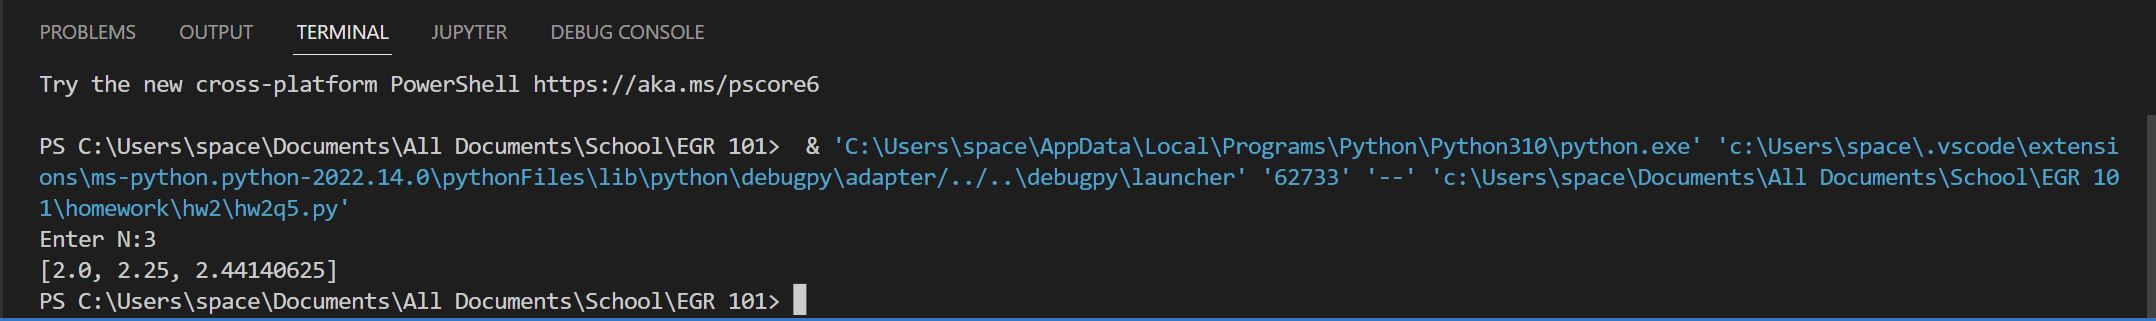 PROBLEMS OUTPUT TERMINAL JUPYTER DEBUG CONSOLE
Try the new cross-platform PowerShell https://aka.ms/pscore6
PS C:\Users\space\Documents\All Documents\School\EGR 101>  & 'C:\Users\space\AppData\Local\Programs\Python\Python310\python.exe' 'c:\Users\space\.vscode\extensi
ons\ms-python.python-2022.14.0\pythonFiles\lib\python\debugpy\adapter/../..\debugpy\launcher' '62733' '--' 'c:\Users\space\Documents\All Documents\School\EGR 10
1\homework\hw2\hw2q5.py'
Enter N:3
[2.0, 2.25, 2.44140625]
PS C:\Users\space\Documents\All Documents\School\EGR 101>